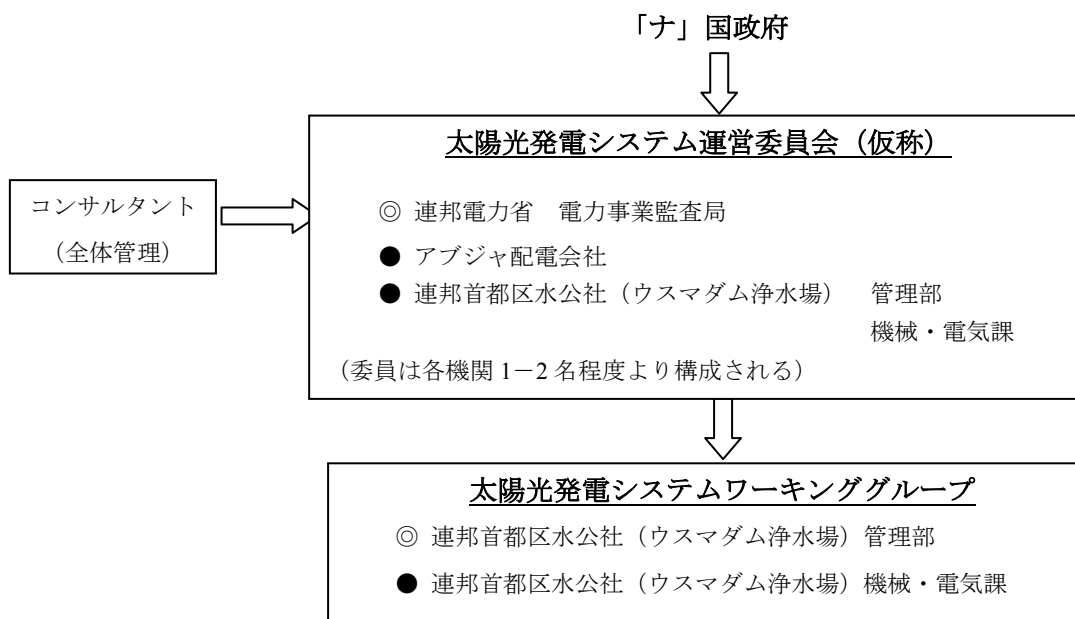 「ナ」国政府
太陽光発電システム運営委員会（仮称）
コンサルタント
（全体管理）
◎ 連邦電力省　電力事業監査局
● アブジャ配電会社
● 連邦首都区水公社（ウスマダム浄水場）　管理部
機械・電気課
（委員は各機関 1－2 名程度より構成される）
太陽光発電システムワーキンググループ
◎ 連邦首都区水公社（ウスマダム浄水場）管理部
● 連邦首都区水公社（ウスマダム浄水場）機械・電気課